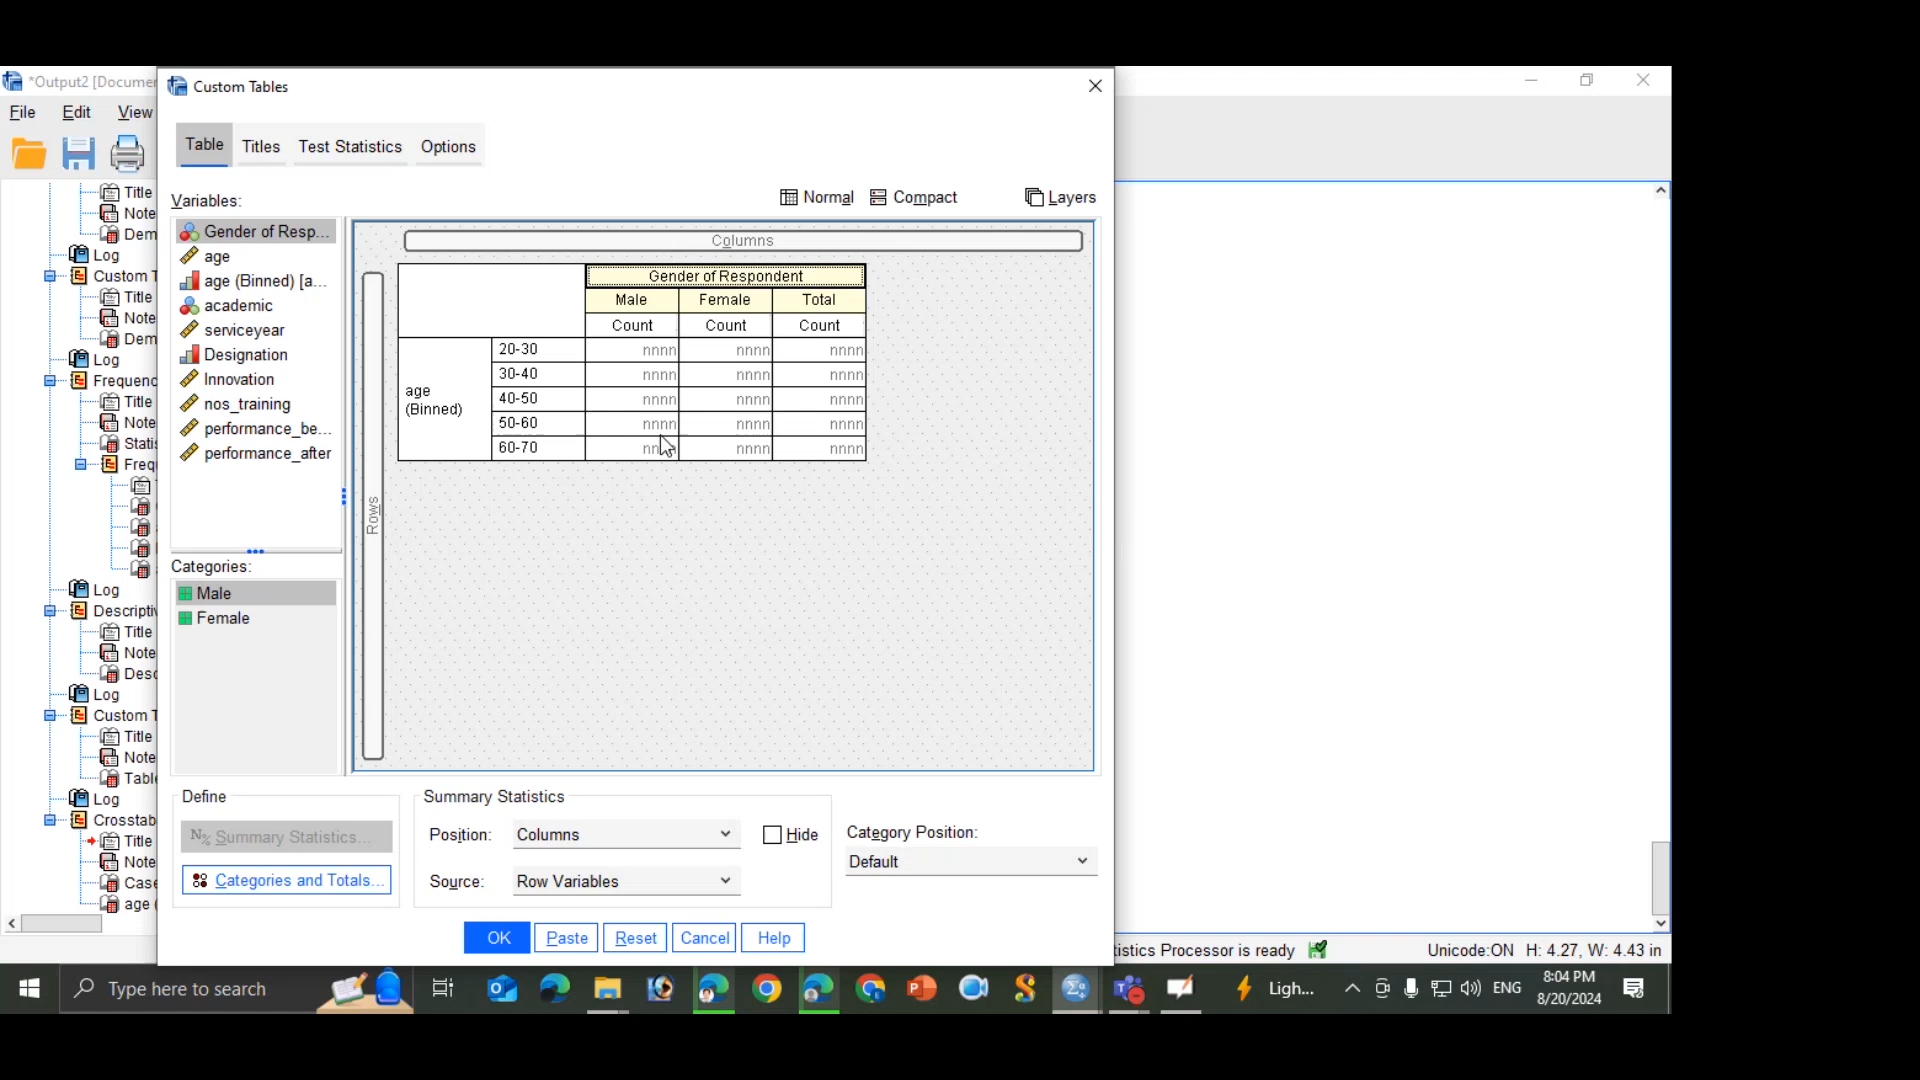 *Output2 [Documen
File Edit View
Title
Note
Dem
Log
Custom T
Title
Note
Dem
Log
Frequenc
Title
Note
Statis
Freq
Log
Descriptiv
Title
Note
Desc
Log
Custom T
Title
Note
Table
Log
Crosstab
Title
Note
Case
age (
Custom Tables
Table Titles Test Statistics Options
Variables:
Normal Compact Layers
Gender of Resp...
age
age (Binned) [a...
academic
serviceyear
Designation
Innovation
nos_training
performance_be...
performance_after
Categories:
Male
Female
Columns
Rows
Gender of Respondent
Male Female Total
Count Count Count
age (Binned)
20-30 nnnn nnnn nnnn
30-40 nnnn nnnn nnnn
40-50 nnnn nnnn nnnn
50-60 nnnn nnnn nnnn
60-70 nnnn nnnn nnnn
Define
N% Summary Statistics...
Categories and Totals...
Summary Statistics
Position: Columns Hide
Source: Row Variables
Category Position:
Default
OK Paste Reset Cancel Help
tistics Processor is ready Unicode:ON H: 4.27, W: 4.43 in
Type here to search
Ligh...
ENG
8:04 PM
8/20/2024